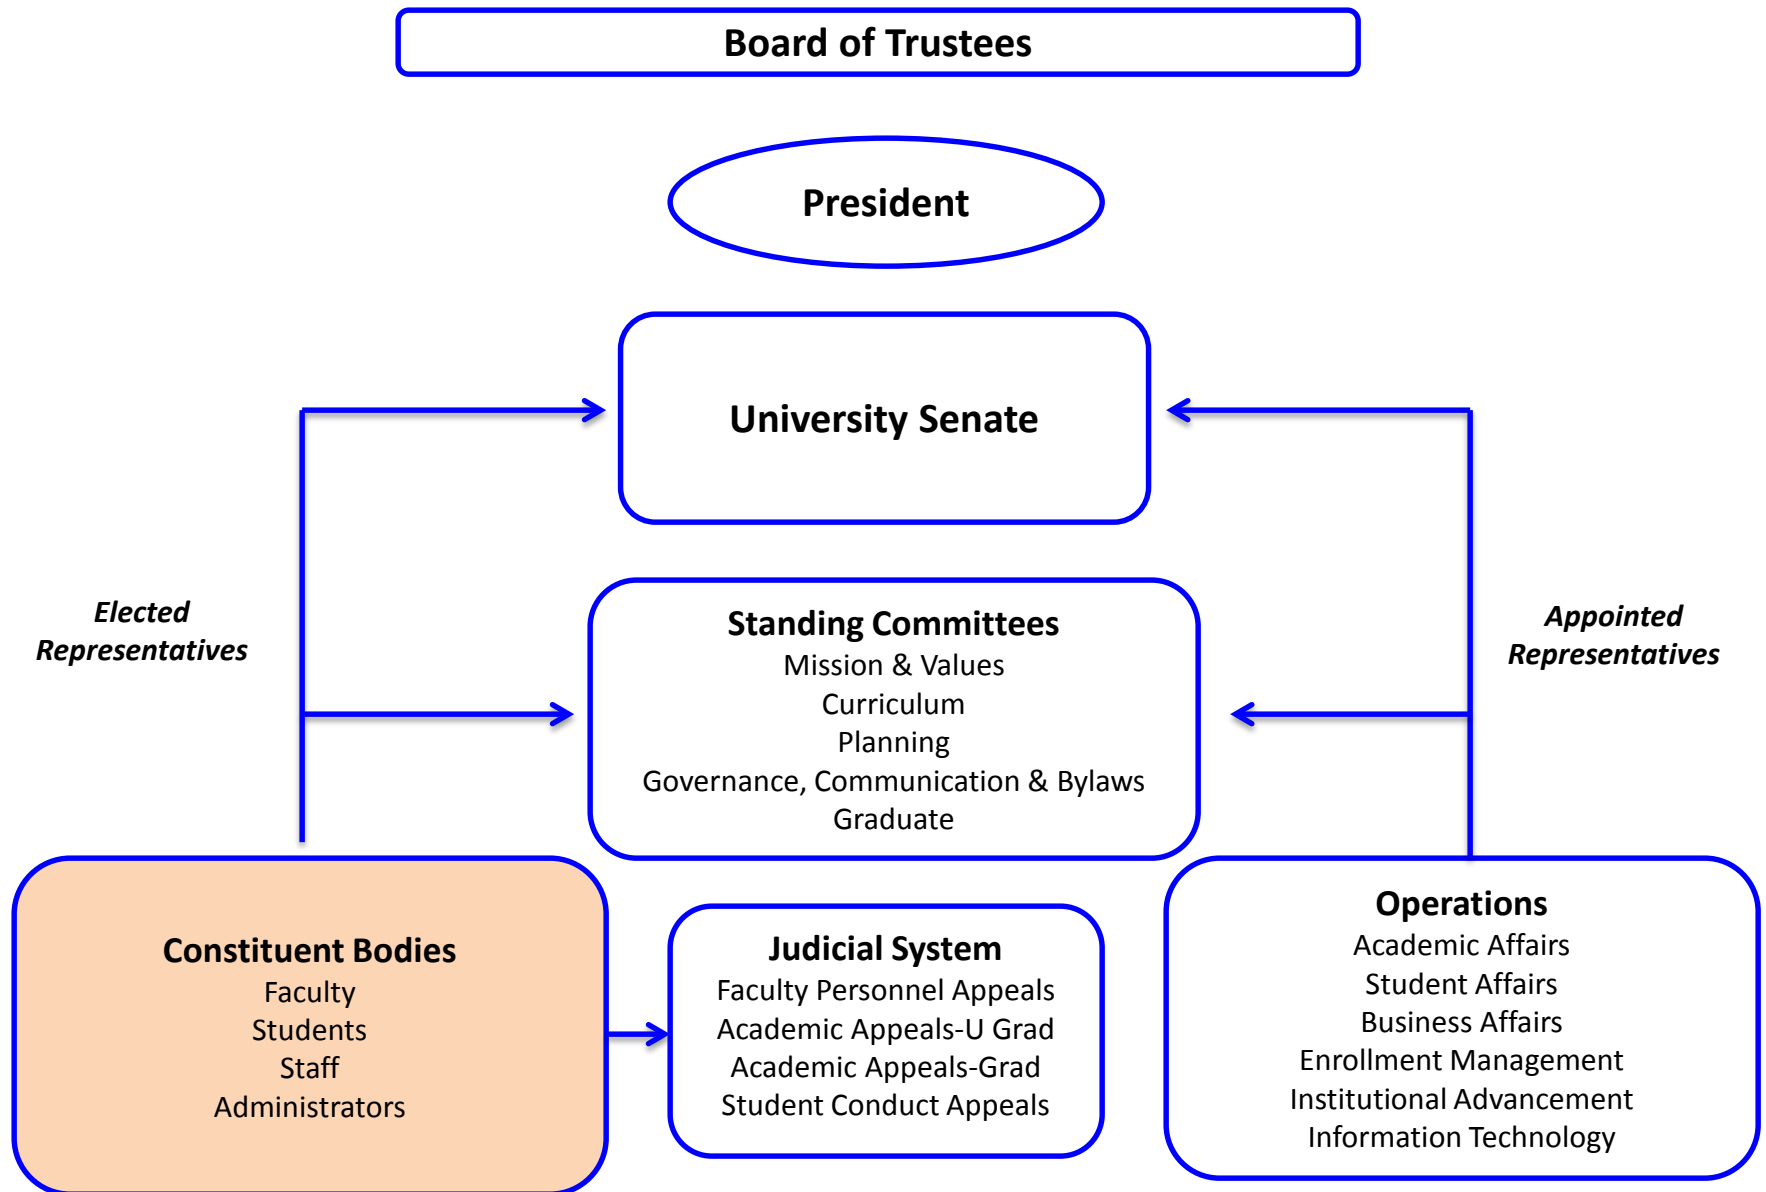 Board of Trustees
President
University Senate
Elected
Representatives
Appointed
Representatives
Standing Committees
Mission & Values
Curriculum
Planning
Governance, Communication & Bylaws
Graduate
Constituent Bodies
Faculty
Students
Staff
Administrators
Judicial System
Faculty Personnel Appeals
Academic Appeals-U Grad
Academic Appeals-Grad
Student Conduct Appeals
Operations
Academic Affairs
Student Affairs
Business Affairs
Enrollment Management
Institutional Advancement
Information Technology